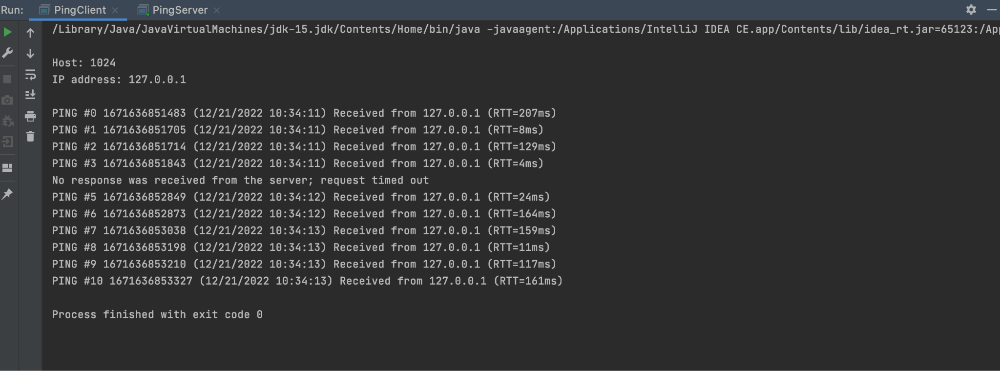 Run: PingClient PingServer
/Library/Java/JavaVirtualMachines/jdk-15.jdk/Contents/Home/bin/java -javaagent:/Applications/IntelliJ IDEA CE.app/Contents/lib/idea_rt.jar=65123:/App
Host: 1024
IP address: 127.0.0.1
PING #0 1671636851483 (12/21/2022 10:34:11) Received from 127.0.0.1 (RTT=207ms)
PING #1 1671636851705 (12/21/2022 10:34:11) Received from 127.0.0.1 (RTT=8ms)
PING #2 1671636851714 (12/21/2022 10:34:11) Received from 127.0.0.1 (RTT=129ms)
PING #3 1671636851843 (12/21/2022 10:34:11) Received from 127.0.0.1 (RTT=4ms)
No response was received from the server; request timed out
PING #5 1671636852849 (12/21/2022 10:34:12) Received from 127.0.0.1 (RTT=24ms)
PING #6 1671636852873 (12/21/2022 10:34:12) Received from 127.0.0.1 (RTT=164ms)
PING #7 1671636853038 (12/21/2022 10:34:13) Received from 127.0.0.1 (RTT=159ms)
PING #8 1671636853198 (12/21/2022 10:34:13) Received from 127.0.0.1 (RTT=11ms)
PING #9 1671636853210 (12/21/2022 10:34:13) Received from 127.0.0.1 (RTT=117ms)
PING #10 1671636853327 (12/21/2022 10:34:13) Received from 127.0.0.1 (RTT=161ms)
Process finished with exit code 0